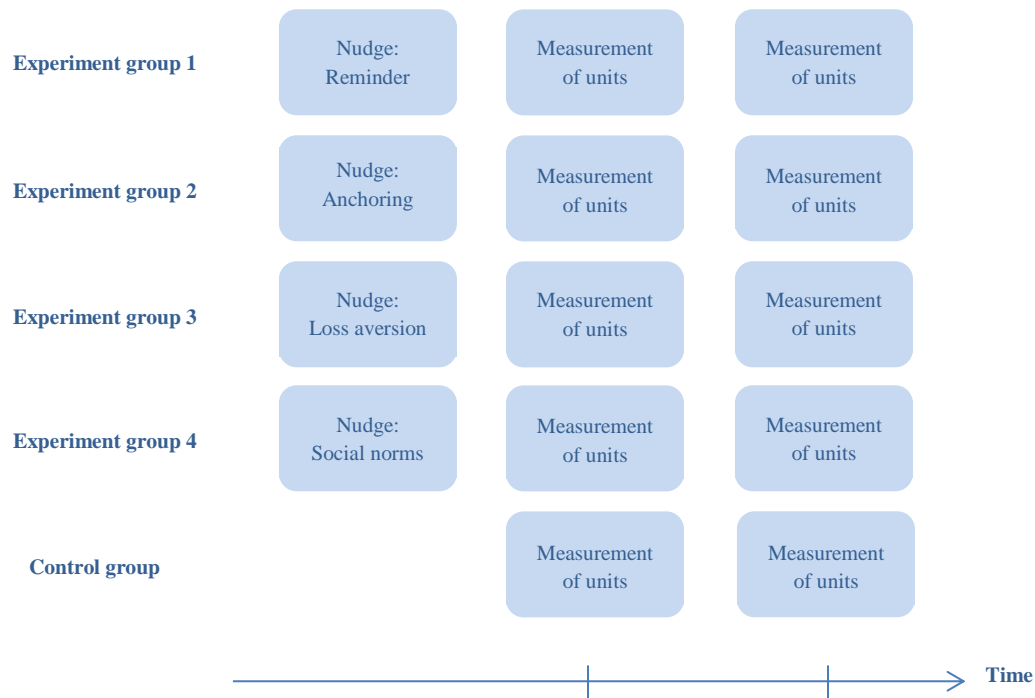 Experiment group 1
Nudge:
Reminder
Measurement
of units
Measurement
of units
Experiment group 2
Nudge:
Anchoring
Measurement
of units
Measurement
of units
Experiment group 3
Nudge:
Loss aversion
Measurement
of units
Measurement
of units
Experiment group 4
Nudge:
Social norms
Measurement
of units
Measurement
of units
Control group
Measurement
of units
Measurement
of units
Time